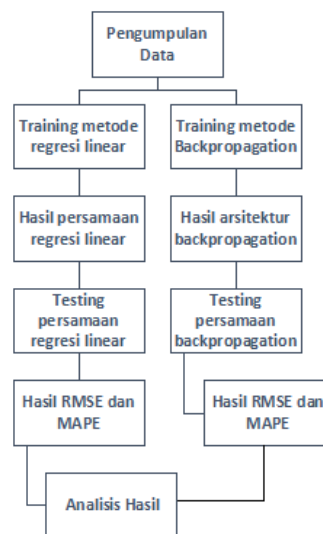 Pengumpulan
Data
Training metode
regresi linear
Training metode
Backpropagation
Hasil persamaan
regresi linear
Hasil arsitektur
backpropagation
Testing
persamaan
regresi linear
Testing
persamaan
backpropagation
Hasil RMSE dan
MAPE
Hasil RMSE dan
MAPE
Analisis Hasil